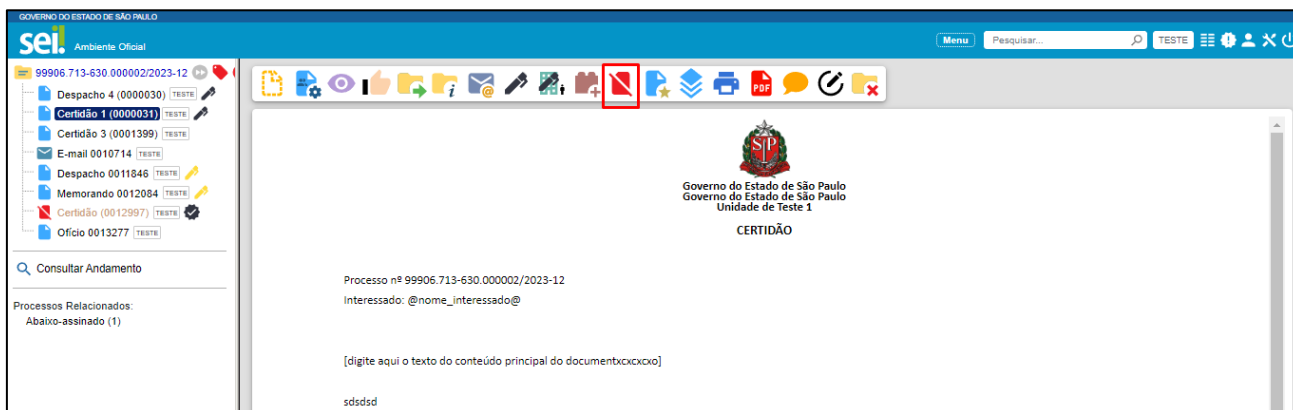 GOVERNO DO ESTADO DE SÃO PAULO
sei! Ambiente Oficial
Menu Pesquisar... TESTE
99906.713-630.000002/2023-12
Despacho 4 (0000030) TESTE
Certidão 1 (0000031) TESTE
Certidão 3 (0001399) TESTE
E-mail 0010714 TESTE
Despacho 0011846 TESTE
Memorando 0012084 TESTE
Certidão (0012997) TESTE
Ofício 0013277 TESTE
Consultar Andamento
Processos Relacionados:
Abaixo-assinado (1)
PDF
SP
Governo do Estado de São Paulo
Governo do Estado de São Paulo
Unidade de Teste 1
CERTIDÃO
Processo nº 99906.713-630.000002/2023-12
Interessado: @nome_interessado@
[digite aqui o texto do conteúdo principal do documentxcxcxcxo]
sdsdsd